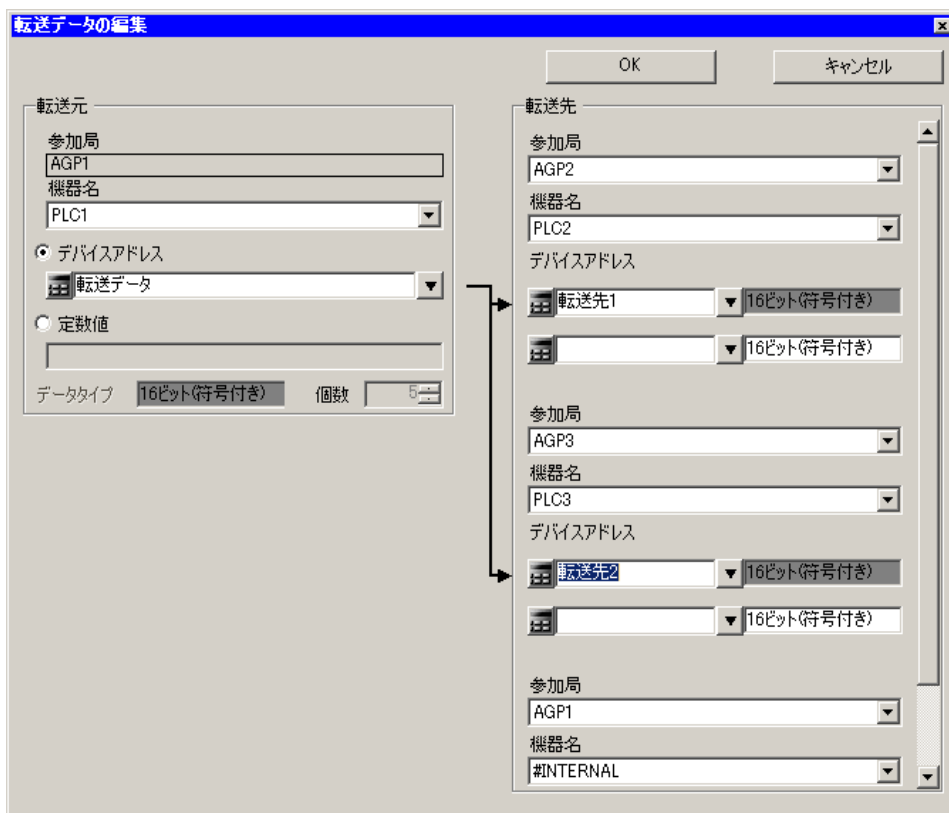 転送データの編集
OK
キャンセル
転送元
参加局
AGP1
機器名
PLC1
デバイスアドレス
転送データ
定数値
データタイプ 16ビット(符号付き) 個数 5
転送先
参加局
AGP2
機器名
PLC2
デバイスアドレス
転送先1 16ビット(符号付き)
16ビット(符号付き)
参加局
AGP3
機器名
PLC3
デバイスアドレス
転送先2 16ビット(符号付き)
16ビット(符号付き)
参加局
AGP1
機器名
#INTERNAL